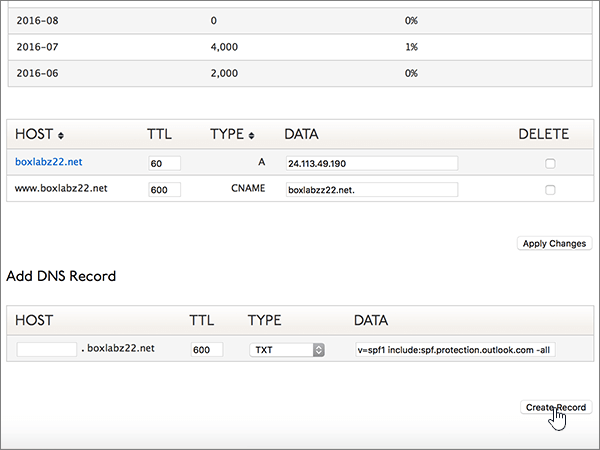 2016-08 0 0%
2016-07 4,000 1%
2016-06 2,000 0%
HOST TTL TYPE DATA DELETE
boxlabz22.net 60 A 24.113.49.190
www.boxlabz22.net 600 CNAME boxlabzz22.net.
Apply Changes
Add DNS Record
HOST TTL TYPE DATA
. boxlabz22.net 600 TXT v=spf1 include:spf.protection.outlook.com -all
Create Record